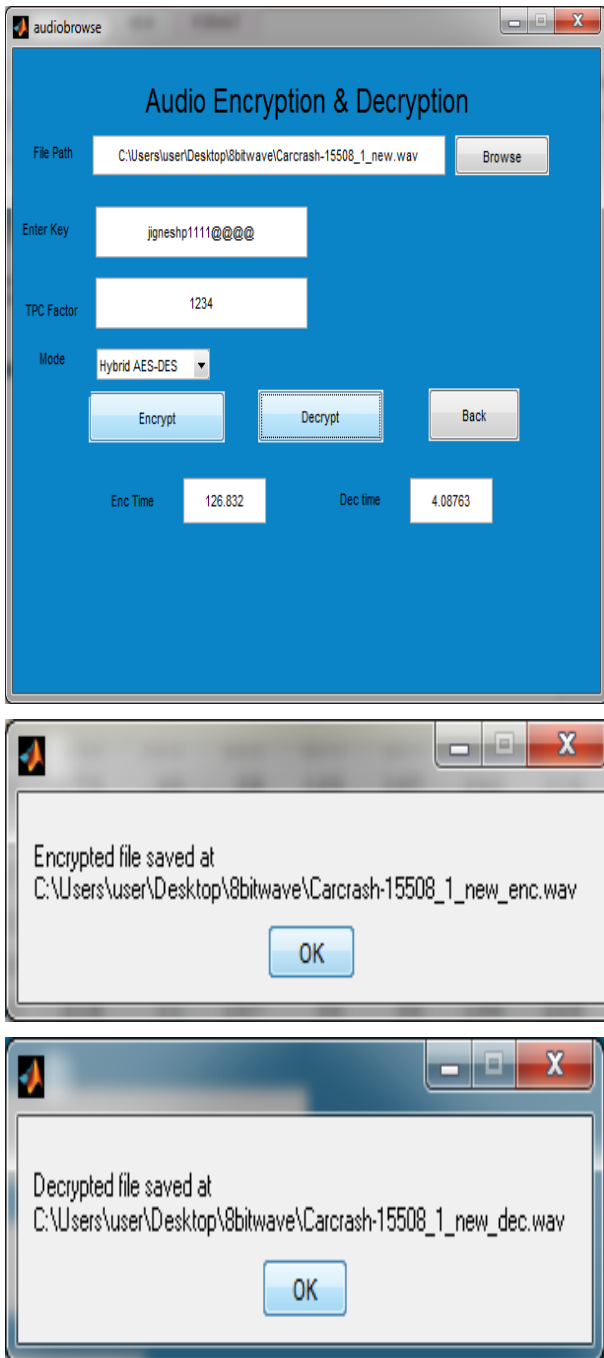 audiobrowse
Audio Encryption & Decryption
File Path C:\Users\user\Desktop\8bitwave\Carcrash-15508_1_new.wav Browse
Enter Key jigneshp1111@@@@
TPC Factor 1234
Mode Hybrid AES-DES
Encrypt Decrypt Back
Enc Time 126.832 Dec time 4.08763
Encrypted file saved at
C:\Users\user\Desktop\8bitwave\Carcrash-15508_1_new_enc.wav
OK
Decrypted file saved at
C:\Users\user\Desktop\8bitwave\Carcrash-15508_1_new_dec.wav
OK